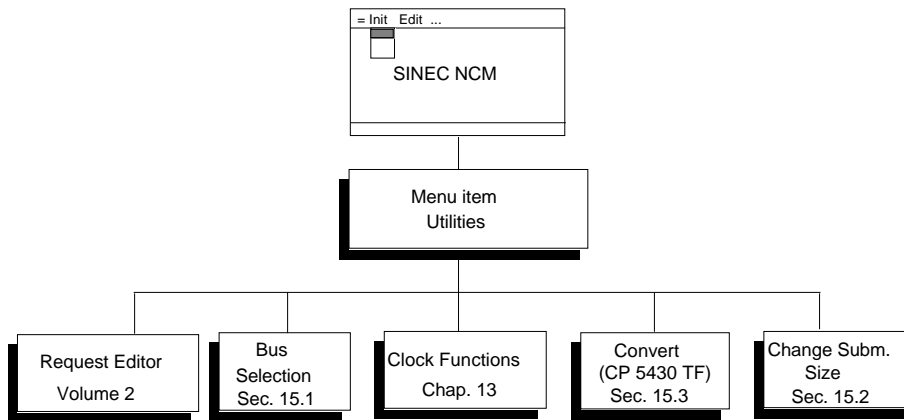 = Init Edit ...
SINEC NCM
Menu item
Utilities
Request Editor
Volume 2
Bus
Selection
Sec. 15.1
Clock Functions
Chap. 13
Convert
(CP 5430 TF)
Sec. 15.3
Change Subm.
Size
Sec. 15.2